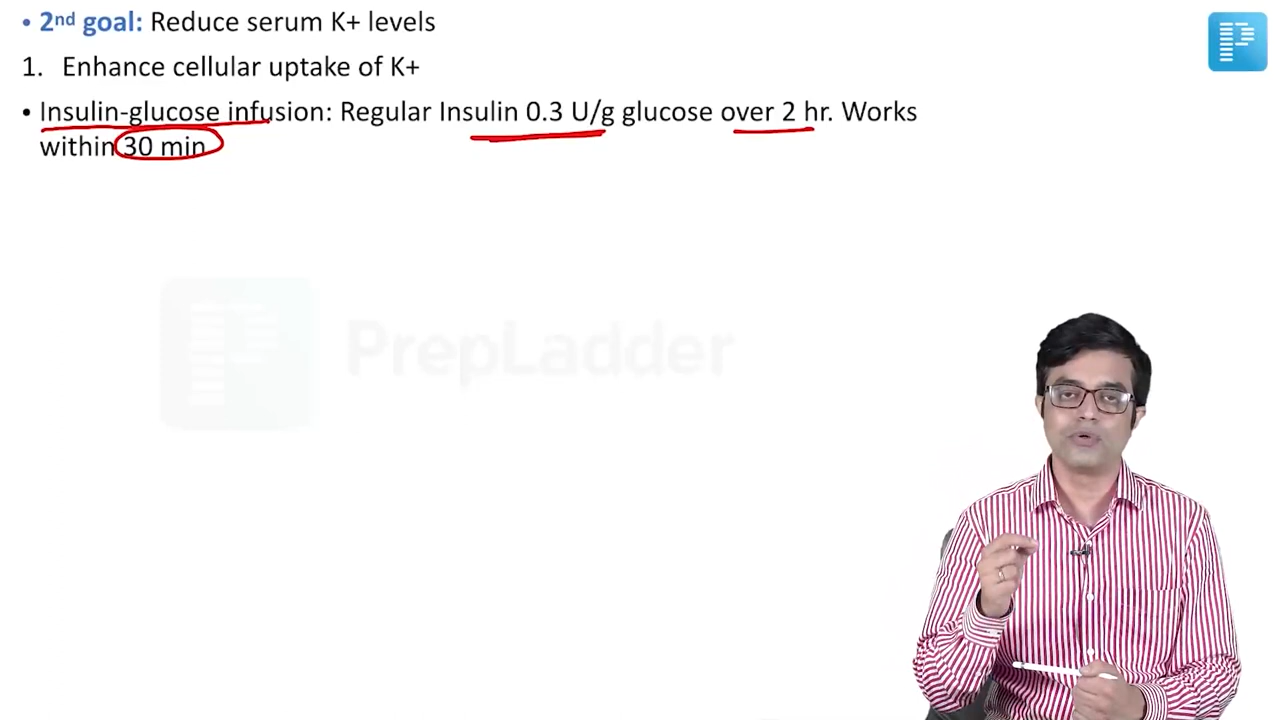 • 2nd goal: Reduce serum K+ levels
1. Enhance cellular uptake of K+
• Insulin-glucose infusion: Regular Insulin 0.3 U/g glucose over 2 hr. Works
within 30 min
PrepLadder